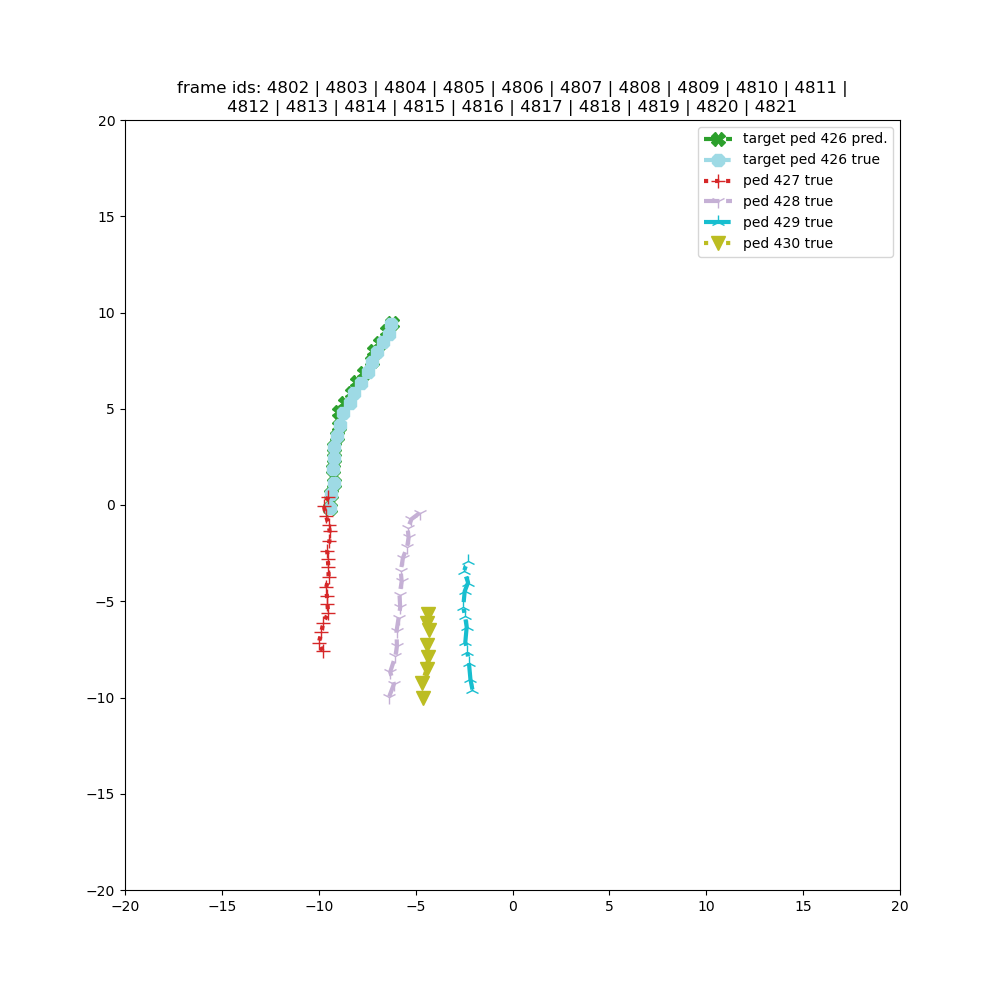 frame ids: 4802 | 4803 | 4804 | 4805 | 4806 | 4807 | 4808 | 4809 | 4810 | 4811 |
4812 | 4813 | 4814 | 4815 | 4816 | 4817 | 4818 | 4819 | 4820 | 4821
target ped 426 pred.
target ped 426 true
ped 427 true
ped 428 true
ped 429 true
ped 430 true
20
15
10
5
0
−5
−10
−15
−20
−20 −15 −10 −5 0 5 10 15 20